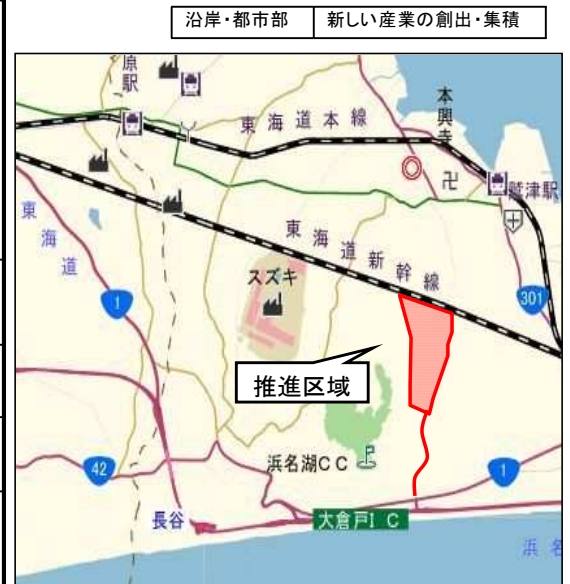 沿岸・都市部 新しい産業の創出・集積
原駅
東海道本線
本興寺
鷲津駅
東海道
東海道新幹線
スズキ
1
301
推進区域
浜名湖CC
42
1
長谷
大倉戸IC
浜名